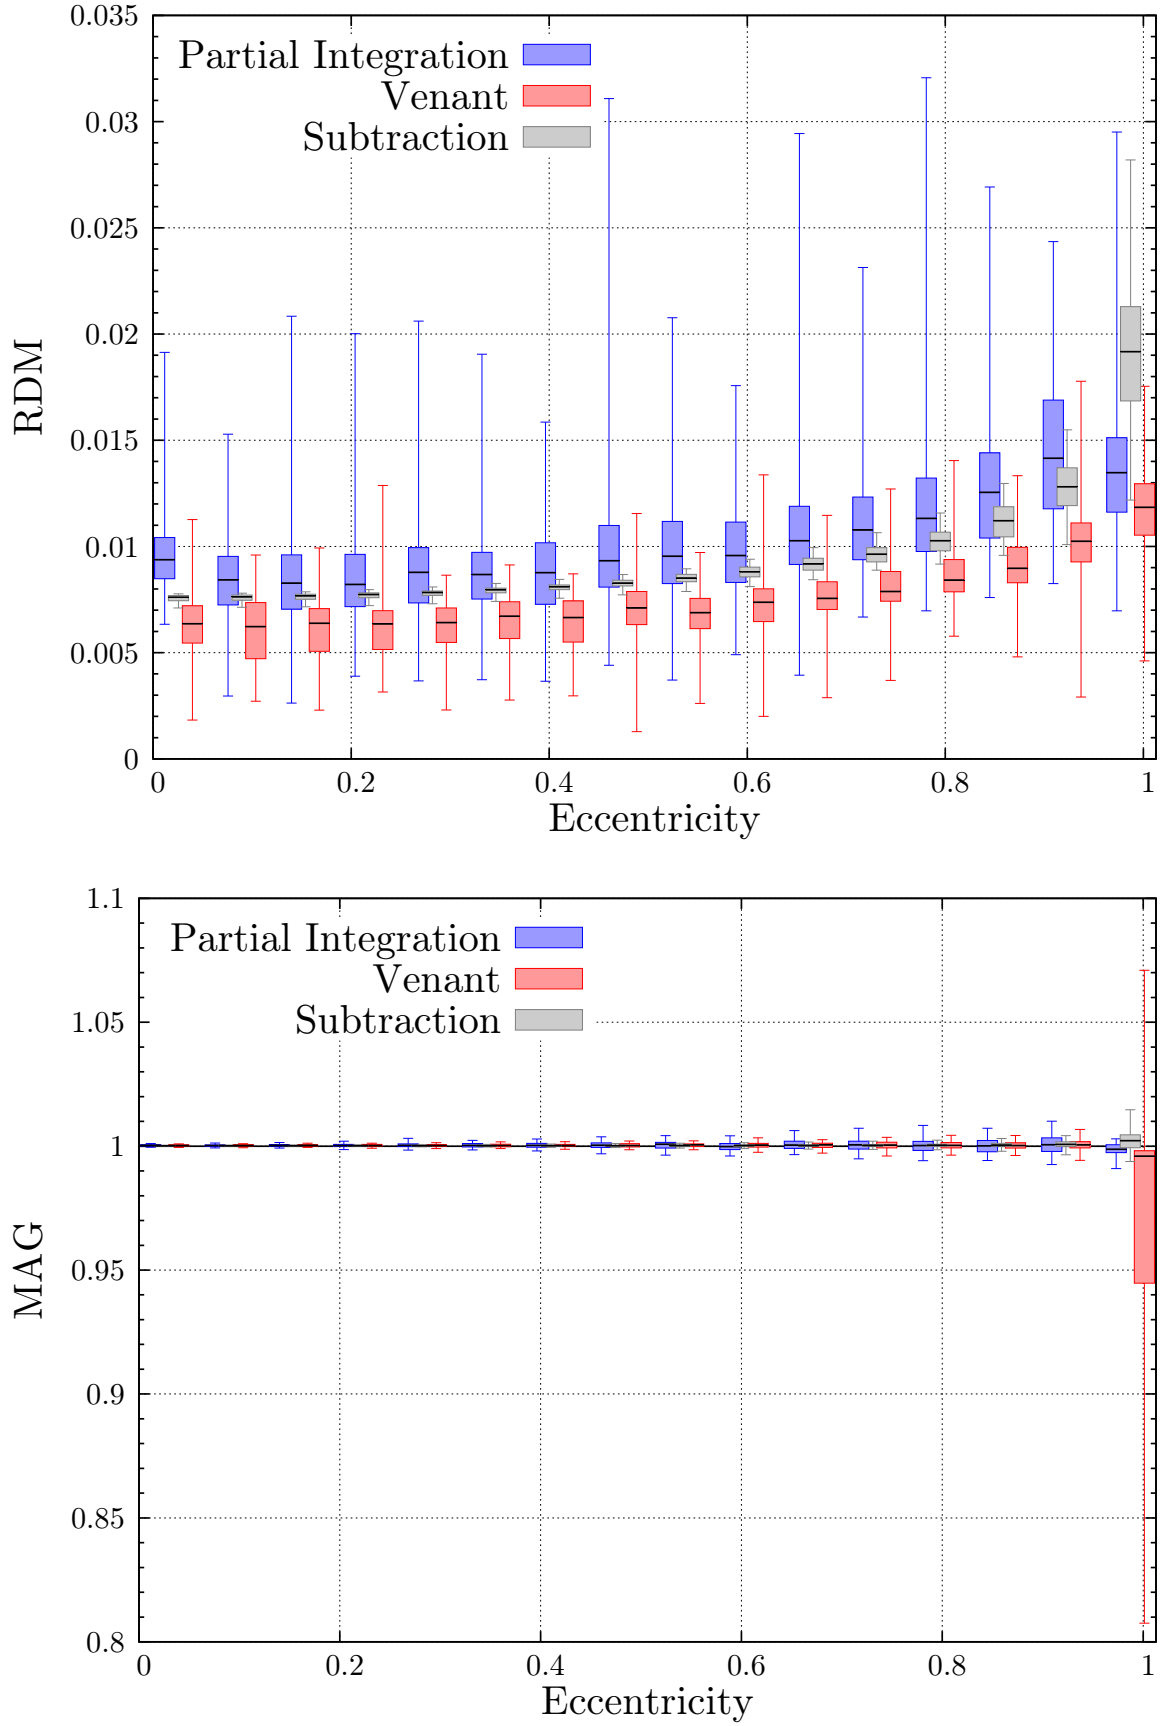 0.035
Partial Integration
Venant
Subtraction
0.03
0.025
0.02
0.015
0.01
0.005
0
RDM
0 0.2 0.4 0.6 0.8 1
Eccentricity
1.1
Partial Integration
Venant
Subtraction
1.05
1
0.95
0.9
0.85
0.8
MAG
0 0.2 0.4 0.6 0.8 1
Eccentricity